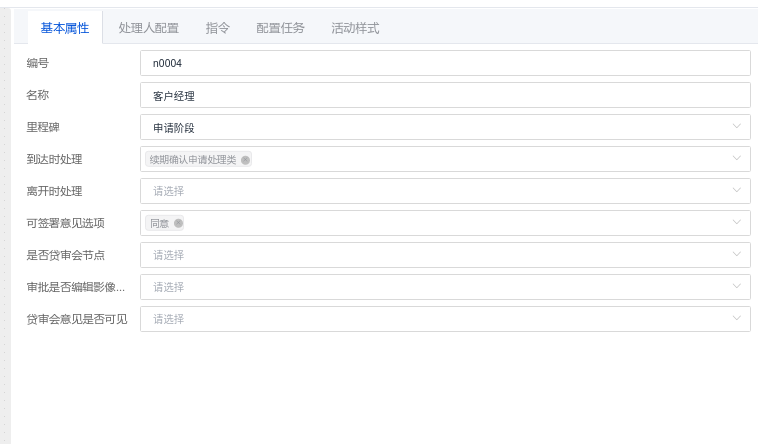 基本属性 处理人配置 指令 配置任务 活动样式
编号 n0004
名称 客户经理
里程碑 申请阶段
到达时处理 续期确认申请处理类
离开时处理 请选择
可签署意见选项 同意
是否贷审会节点 请选择
审批是否编辑影像... 请选择
贷审会意见是否可见 请选择